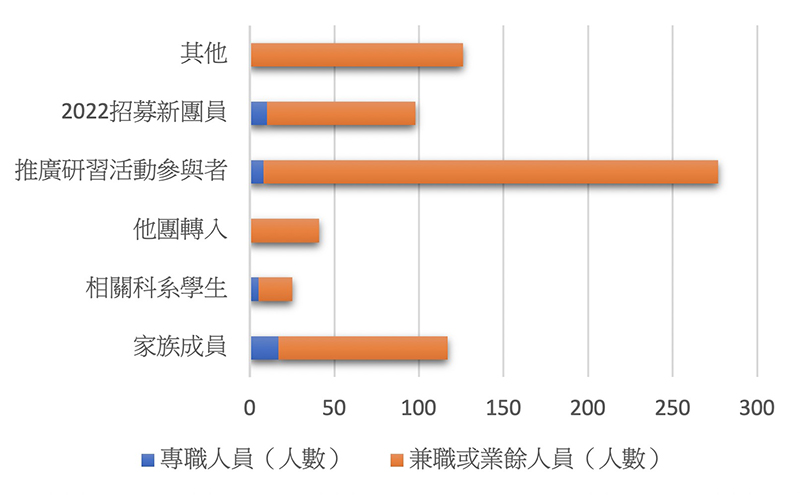 其他
2022招募新團員
推廣研習活動參與者
他團轉入
相關科系學生
家族成員
0 50 100 150 200 250 300
專職人員（人數） 兼職或業餘人員（人數）